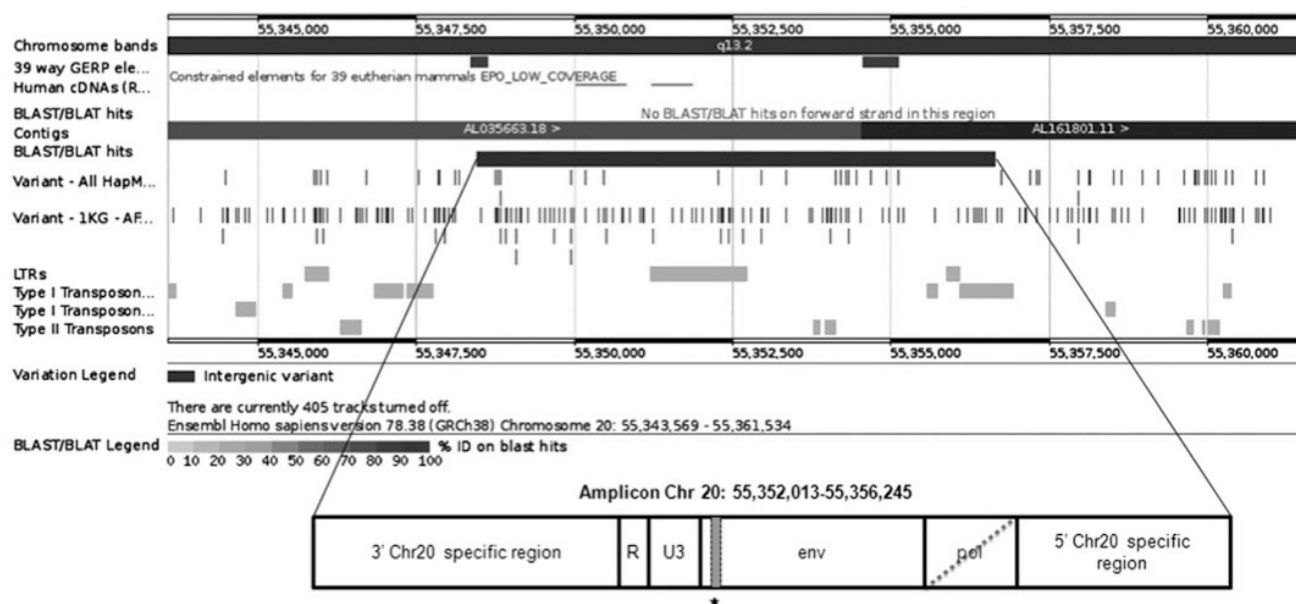 55,345,000 55,347,500 55,350,000 55,352,500 55,355,000 55,357,500 55,360,000
Chromosome bands q13.2
39 way GERP ele...
Constrained elements for 39 eutherian mammals EPO_LOW_COVERAGE
Human cDNAs (R...
BLAST/BLAT hits No BLAST/BLAT hits on forward strand in this region
Contigs AL035663.18 > AL161801.11 >
BLAST/BLAT hits
Variant - All HapM...
Variant - 1KG - AF...
LTRs
Type I Transposon...
Type I Transposon...
Type II Transposons
55,345,000 55,347,500 55,350,000 55,352,500 55,355,000 55,357,500 55,360,000
Variation Legend Intergenic variant
There are currently 405 tracks turned off.
Ensembl Homo sapiens version 78.38 (GRCh38) Chromosome 20: 55,343,569 - 55,361,534
BLAST/BLAT Legend % ID on blast hits
0 10 20 30 40 50 60 70 80 90 100
Amplicon Chr 20: 55,352,013-55,356,245
3' Chr20 specific region R U3 env pol 5' Chr20 specific
region
*